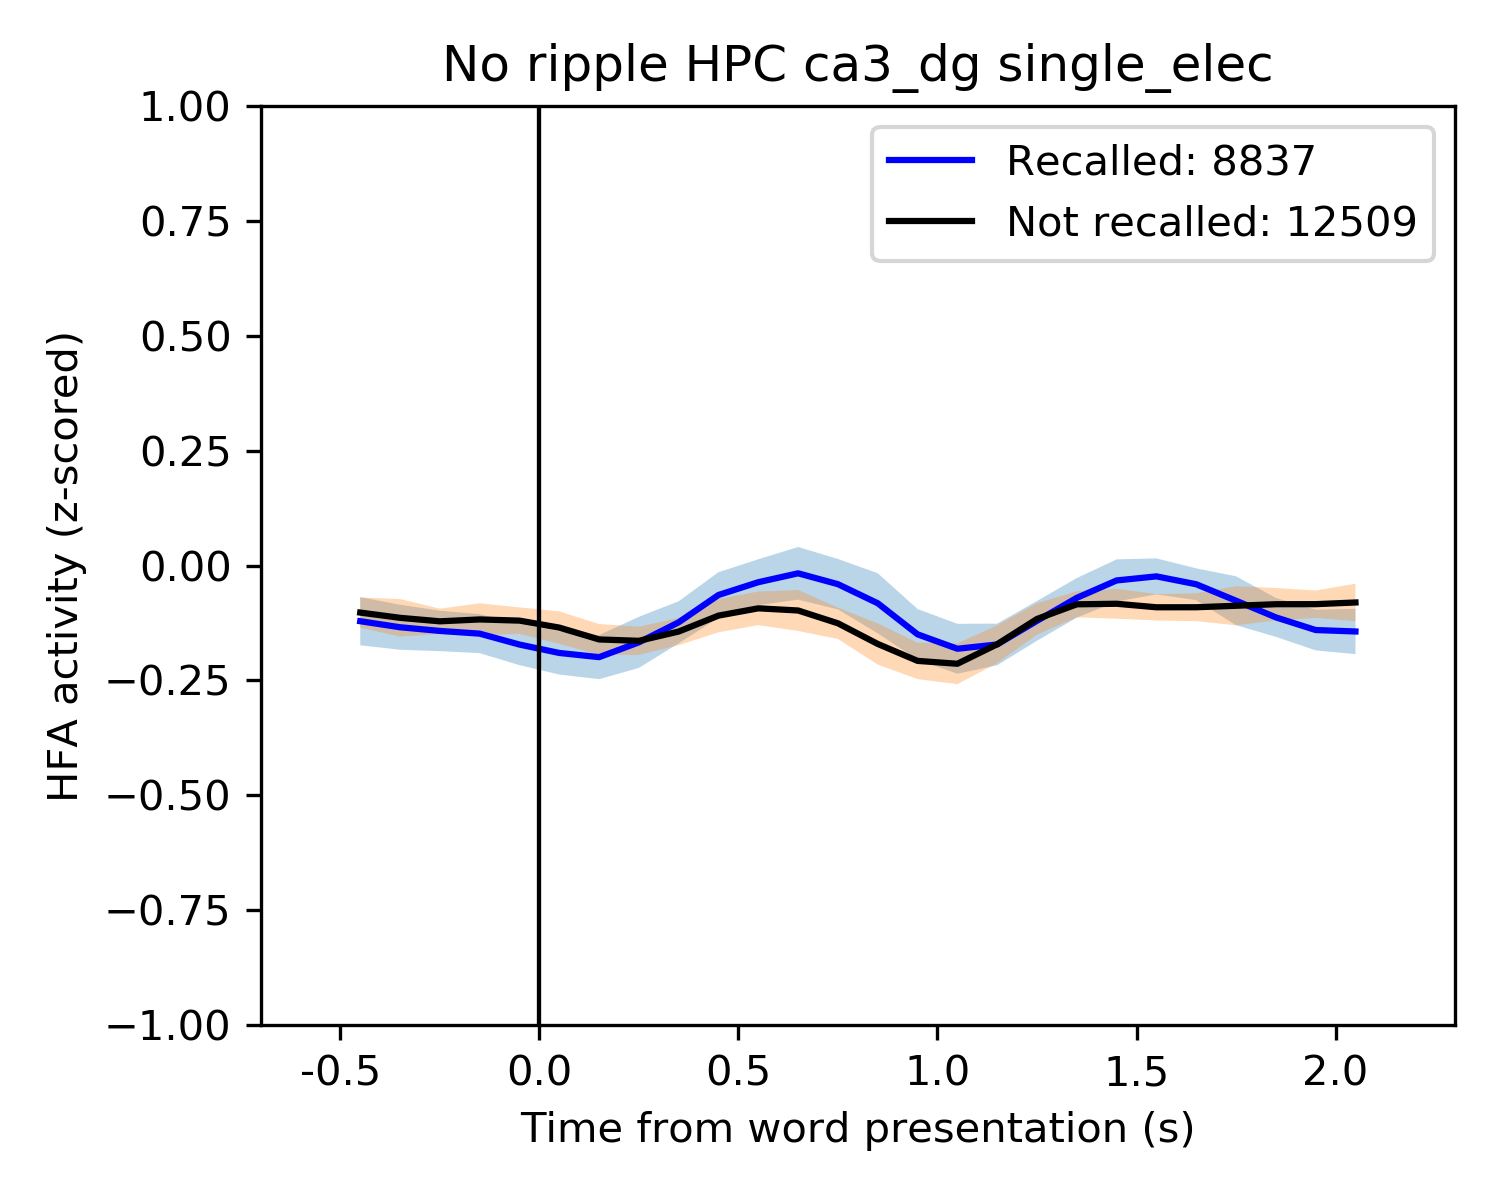 No ripple HPC ca3_dg single_elec
Recalled: 8837
Not recalled: 12509
HFA activity (z-scored)
1.00
0.75
0.50
0.25
0.00
−0.25
−0.50
−0.75
−1.00
-0.5 0.0 0.5 1.0 1.5 2.0
Time from word presentation (s)